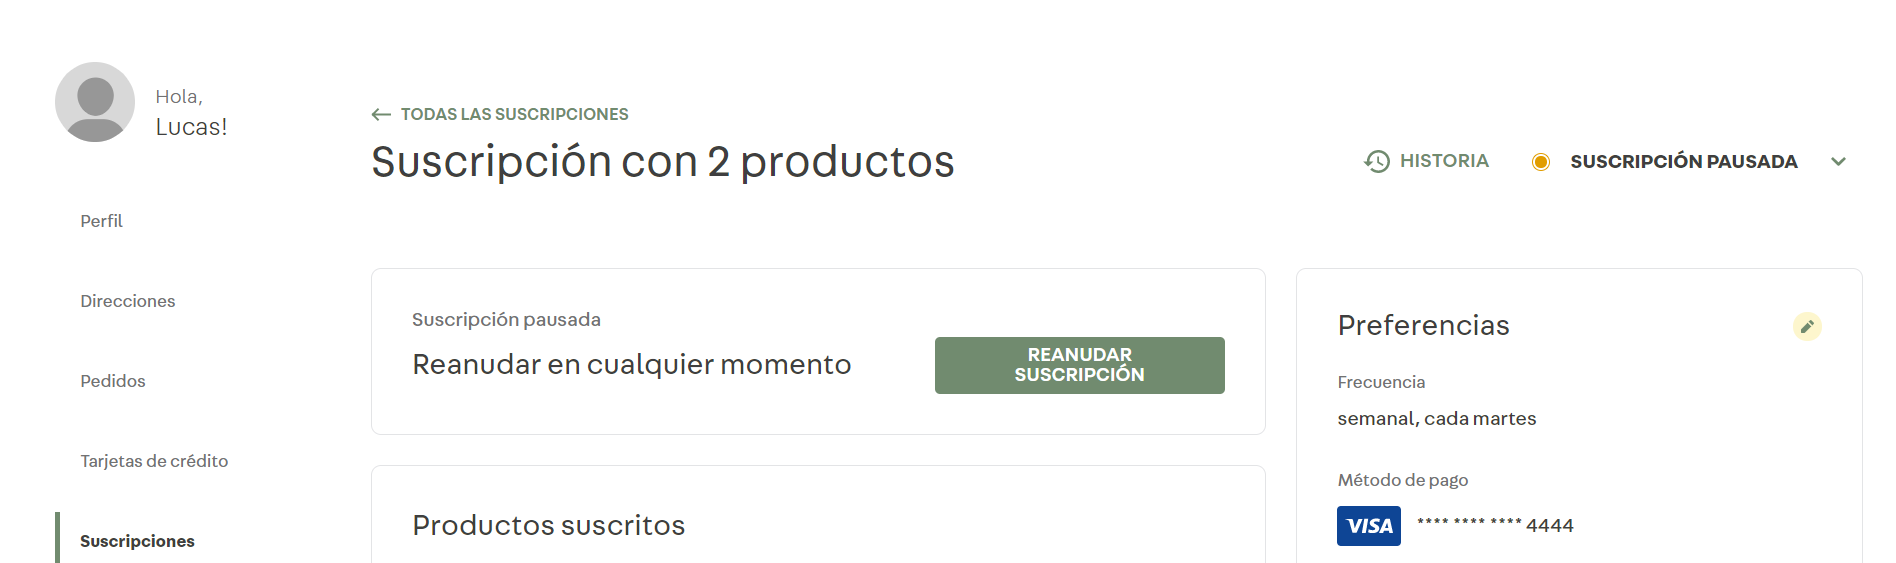 Hola,
Lucas!
Perfil
Direcciones
Pedidos
Tarjetas de crédito
Suscripciones
TODAS LAS SUSCRIPCIONES
Suscripción con 2 productos
HISTORIA
SUSCRIPCIÓN PAUSADA
Suscripción pausada
Reanudar en cualquier momento
REANUDAR
SUSCRIPCIÓN
Productos suscritos
Preferencias
Frecuencia
semanal, cada martes
Método de pago
VISA **** **** **** 4444